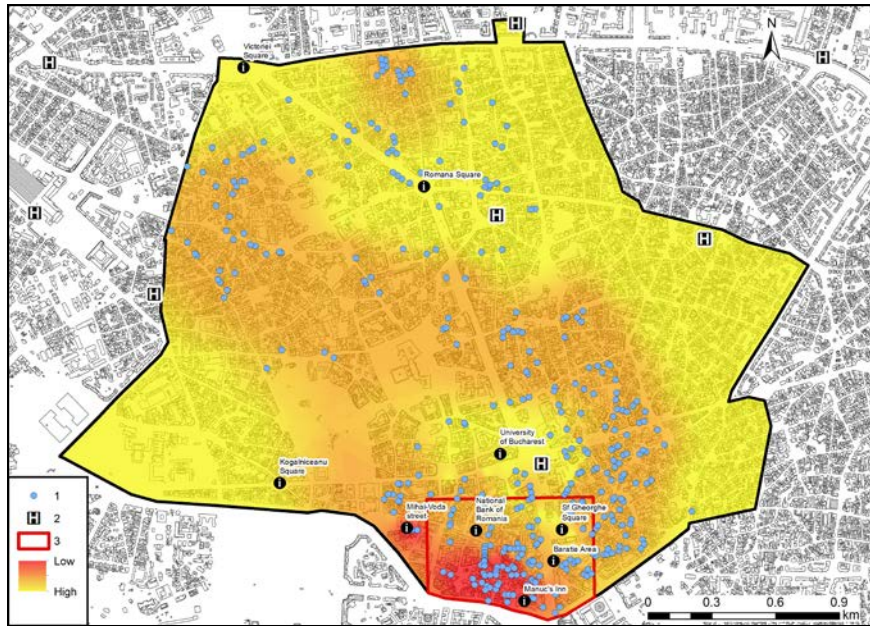 H
N
Victoriei
Square
H
H
H
Romana Square
H
H
H
H
University
of Bucharest
Kogalniceanu
Square
H
Mihai-Voda
street
National
Bank of
Romania
Sf.Gheorghe
Square
Baratia Area
Manuc's Inn
1
H 2
3
Low
High
0 0.3 0.6 0.9
km